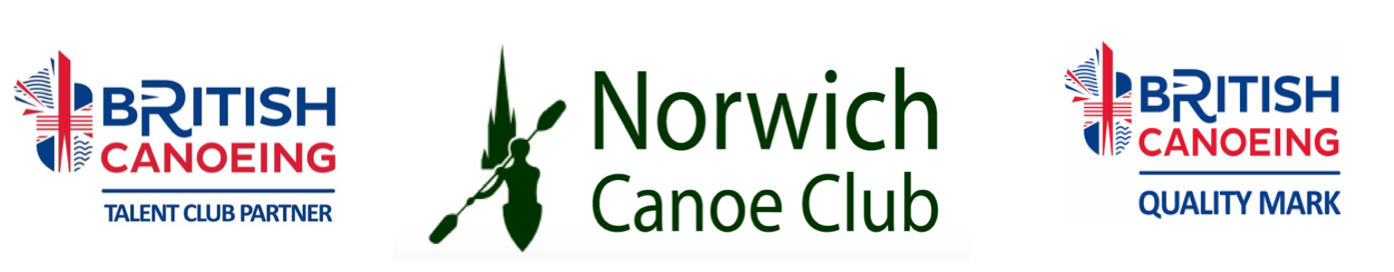 BRITISH
CANOEING
TALENT CLUB PARTNER
Norwich
Canoe Club
BRITISH
CANOEING
QUALITY MARK